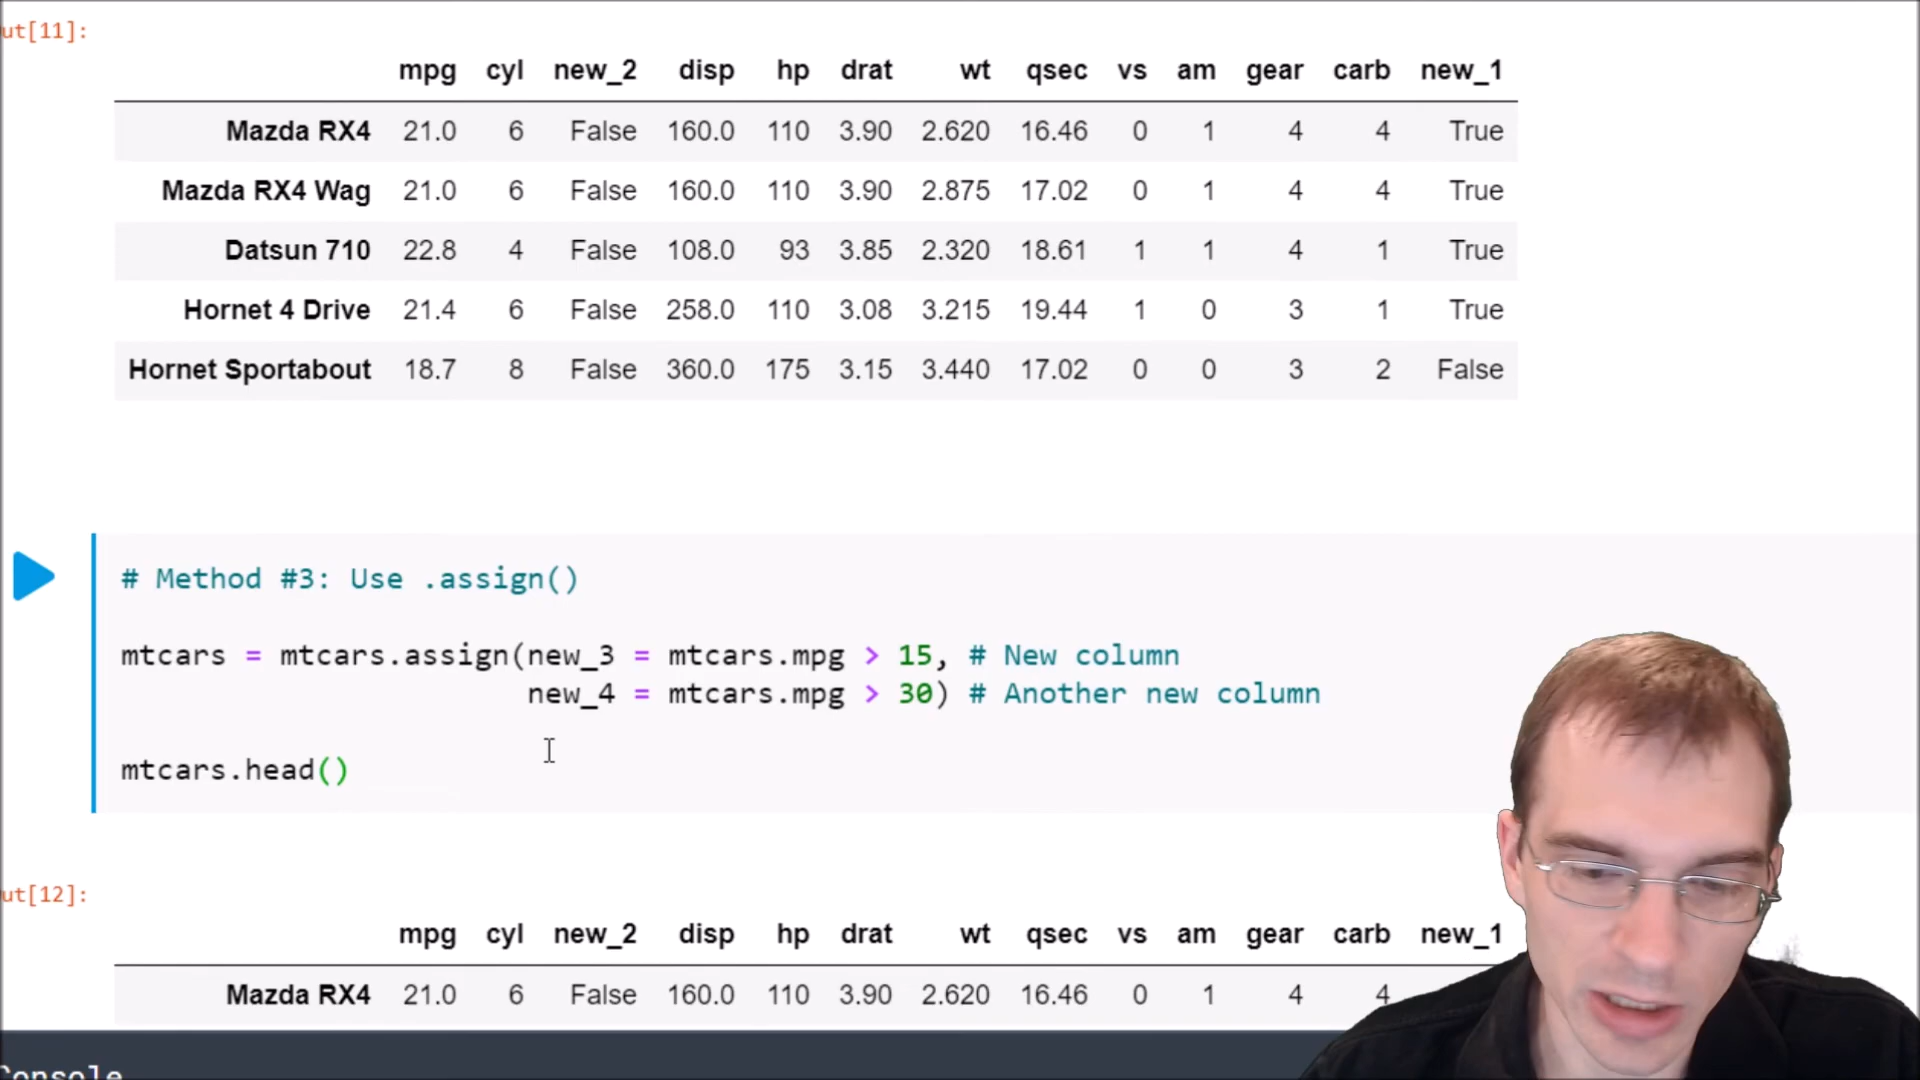 ut[11]:
mpg cyl new_2 disp hp drat wt qsec vs am gear carb new_1
Mazda RX4 21.0 6 False 160.0 110 3.90 2.620 16.46 0 1 4 4 True
Mazda RX4 Wag 21.0 6 False 160.0 110 3.90 2.875 17.02 0 1 4 4 True
Datsun 710 22.8 4 False 108.0 93 3.85 2.320 18.61 1 1 4 1 True
Hornet 4 Drive 21.4 6 False 258.0 110 3.08 3.215 19.44 1 0 3 1 True
Hornet Sportabout 18.7 8 False 360.0 175 3.15 3.440 17.02 0 0 3 2 False
# Method #3: Use .assign()
mtcars = mtcars.assign(new_3 = mtcars.mpg > 15, # New column
new_4 = mtcars.mpg > 30) # Another new column
mtcars.head()
ut[12]:
mpg cyl new_2 disp hp drat wt qsec vs am gear carb new_1
Mazda RX4 21.0 6 False 160.0 110 3.90 2.620 16.46 0 1 4 4
Console